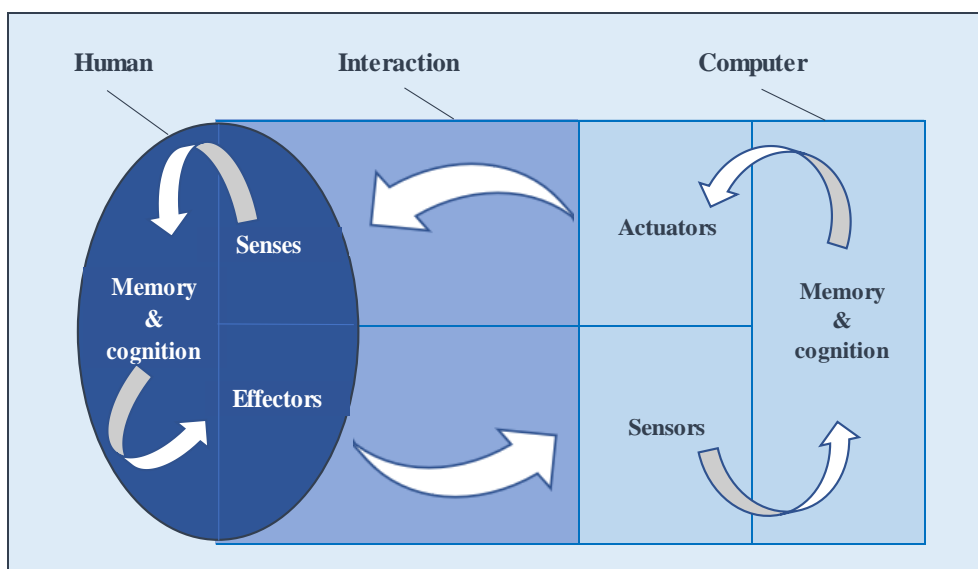 Human
Interaction
Computer
Senses
Memory
&
cognition
Effectors
Actuators
Memory
&
cognition
Sensors